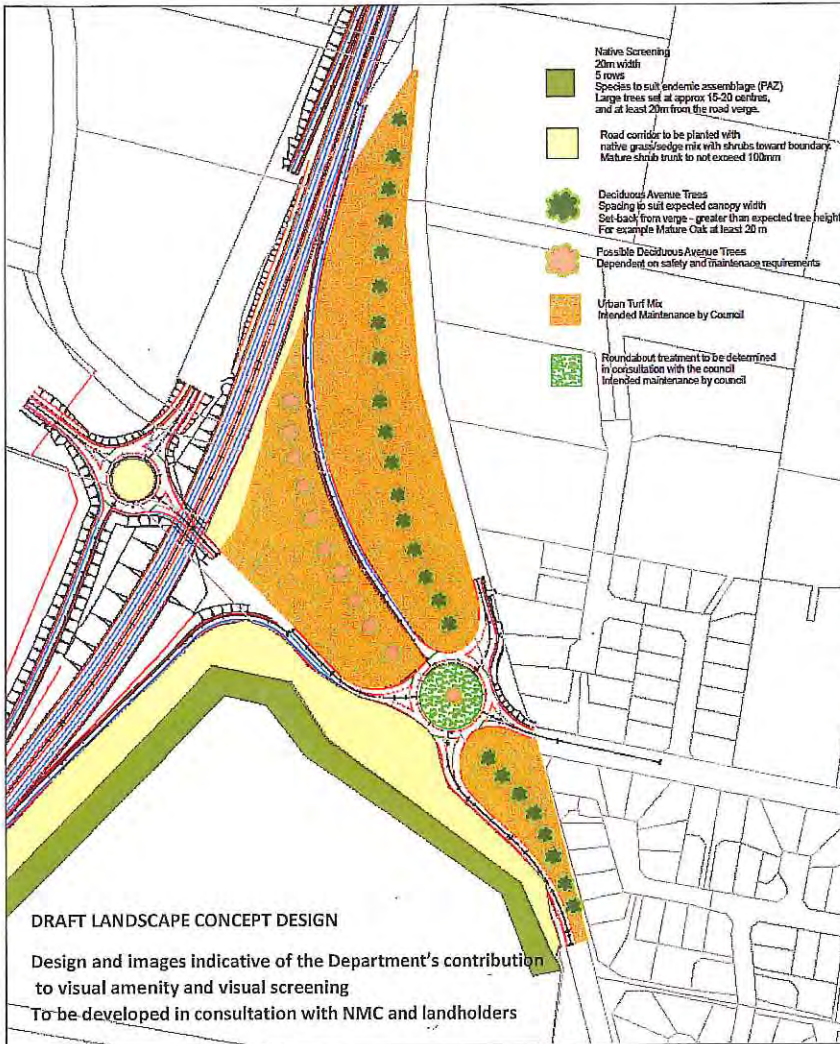 Native Screening
20m width
5 rows
Species to suit endemic assemblage (PAZ)
Large trees set at approx 15-20 centres,
and at least 20m from the road verge.
Road corridor to be planted with
native grass/sedge mix with shrubs toward boundary.
Mature shrub trunk to not exceed 100mm
Deciduous Avenue Trees
Spacing to suit expected canopy width
Set-back from verge - greater than expected tree height
For example Mature Oak at least 20 m
Possible Deciduous Avenue Trees
Dependent on safety and maintenace requirements
Urban Turf Mix
Intended Maintenance by Council
Roundabout treatment to be determined
in consultation with the council
Intended maintenance by council
DRAFT LANDSCAPE CONCEPT DESIGN
Design and images indicative of the Department's contribution
to visual amenity and visual screening
To be developed in consultation with NMC and landholders